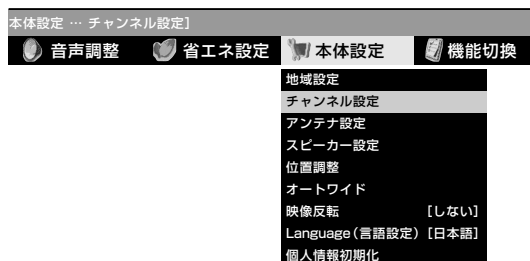 本体設定 … チャンネル設定］
音声調整 省エネ設定 本体設定 機能切換
地域設定
チャンネル設定
アンテナ設定
スピーカー設定
位置調整
オートワイド
映像反転 ［しない］
Language（言語設定）［日本語］
個人情報初期化